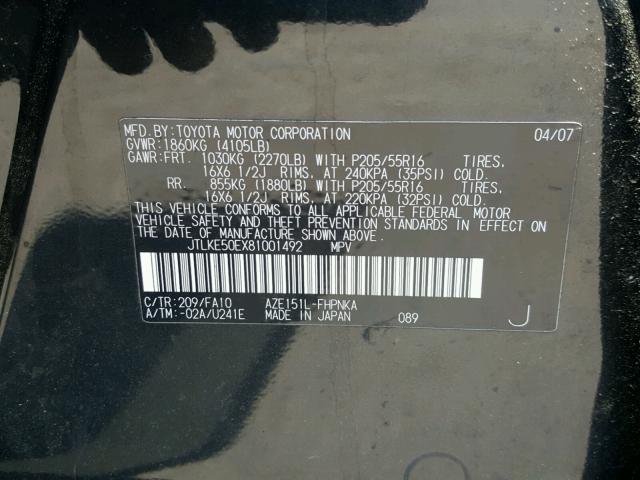 MFD. BY: TOYOTA MOTOR CORPORATION 04/07
GVWR: 1860KG (4105LB)
GAWR: FRT. 1030KG (2270LB) WITH P205/55R16 TIRES,
16X6 1/2J RIMS, AT 240KPA (35PSI) COLD.
RR. 855KG (1880LB) WITH P205/55R16 TIRES,
16X6 1/2J RIMS, AT 220KPA (32PSI) COLD.
THIS VEHICLE CONFORMS TO ALL APPLICABLE FEDERAL MOTOR
VEHICLE SAFETY AND THEFT PREVENTION STANDARDS IN EFFECT ON
THE DATE OF MANUFACTURE SHOWN ABOVE.
JTLKE50EX81001492 MPV
C/TR: 209/FA10 AZE151L-FHPNKA
A/TM: -02A/U241E MADE IN JAPAN 089 J